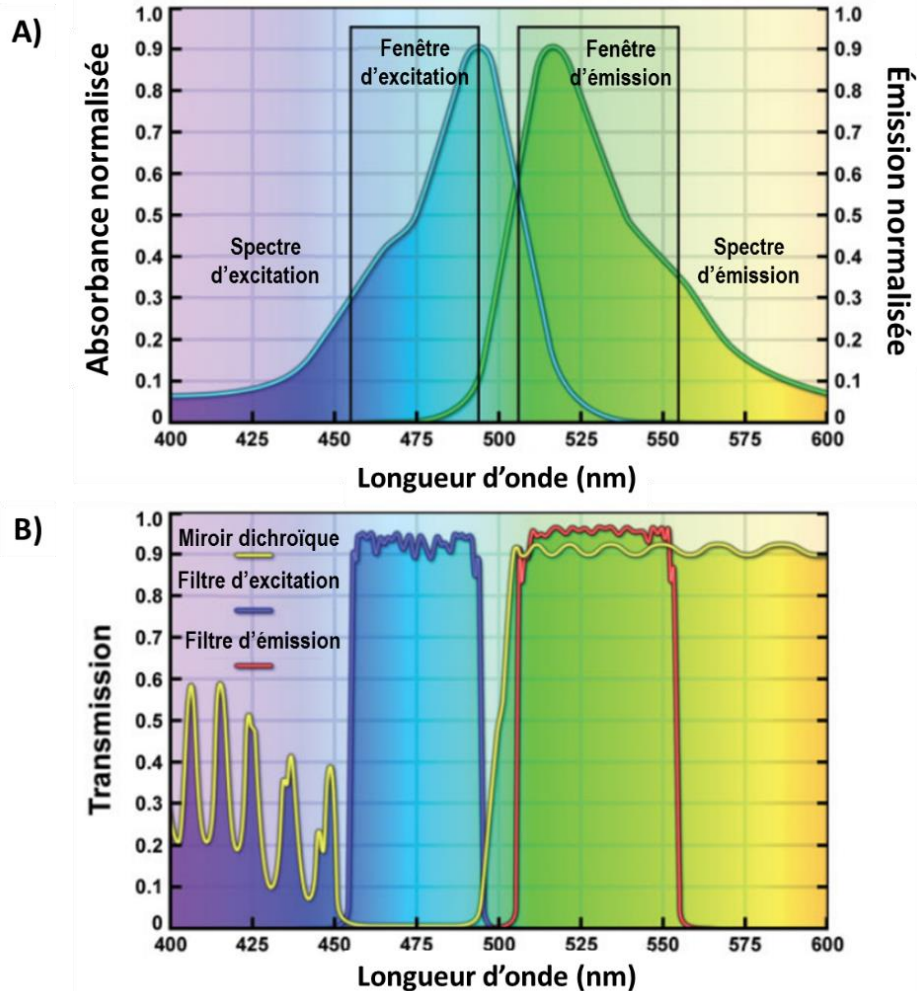 A)
Absorbance normalisée
1.0
0.9
0.8
0.7
0.6
0.5
0.4
0.3
0.2
0.1
0
Fenêtre
d'excitation
Fenêtre
d'émission
Spectre
d'excitation
Spectre
d'émission
1.0
0.9
0.8
0.7
0.6
0.5
0.4
0.3
0.2
0.1
0
Émission normalisée
400 425 450 475 500 525 550 575 600
Longueur d'onde (nm)
B)
Transmission
1.0
0.9
0.8
0.7
0.6
0.5
0.4
0.3
0.2
0.1
0
Miroir dichroïque
Filtre d'excitation
Filtre d'émission
400 425 450 475 500 525 550 575 600
Longueur d'onde (nm)